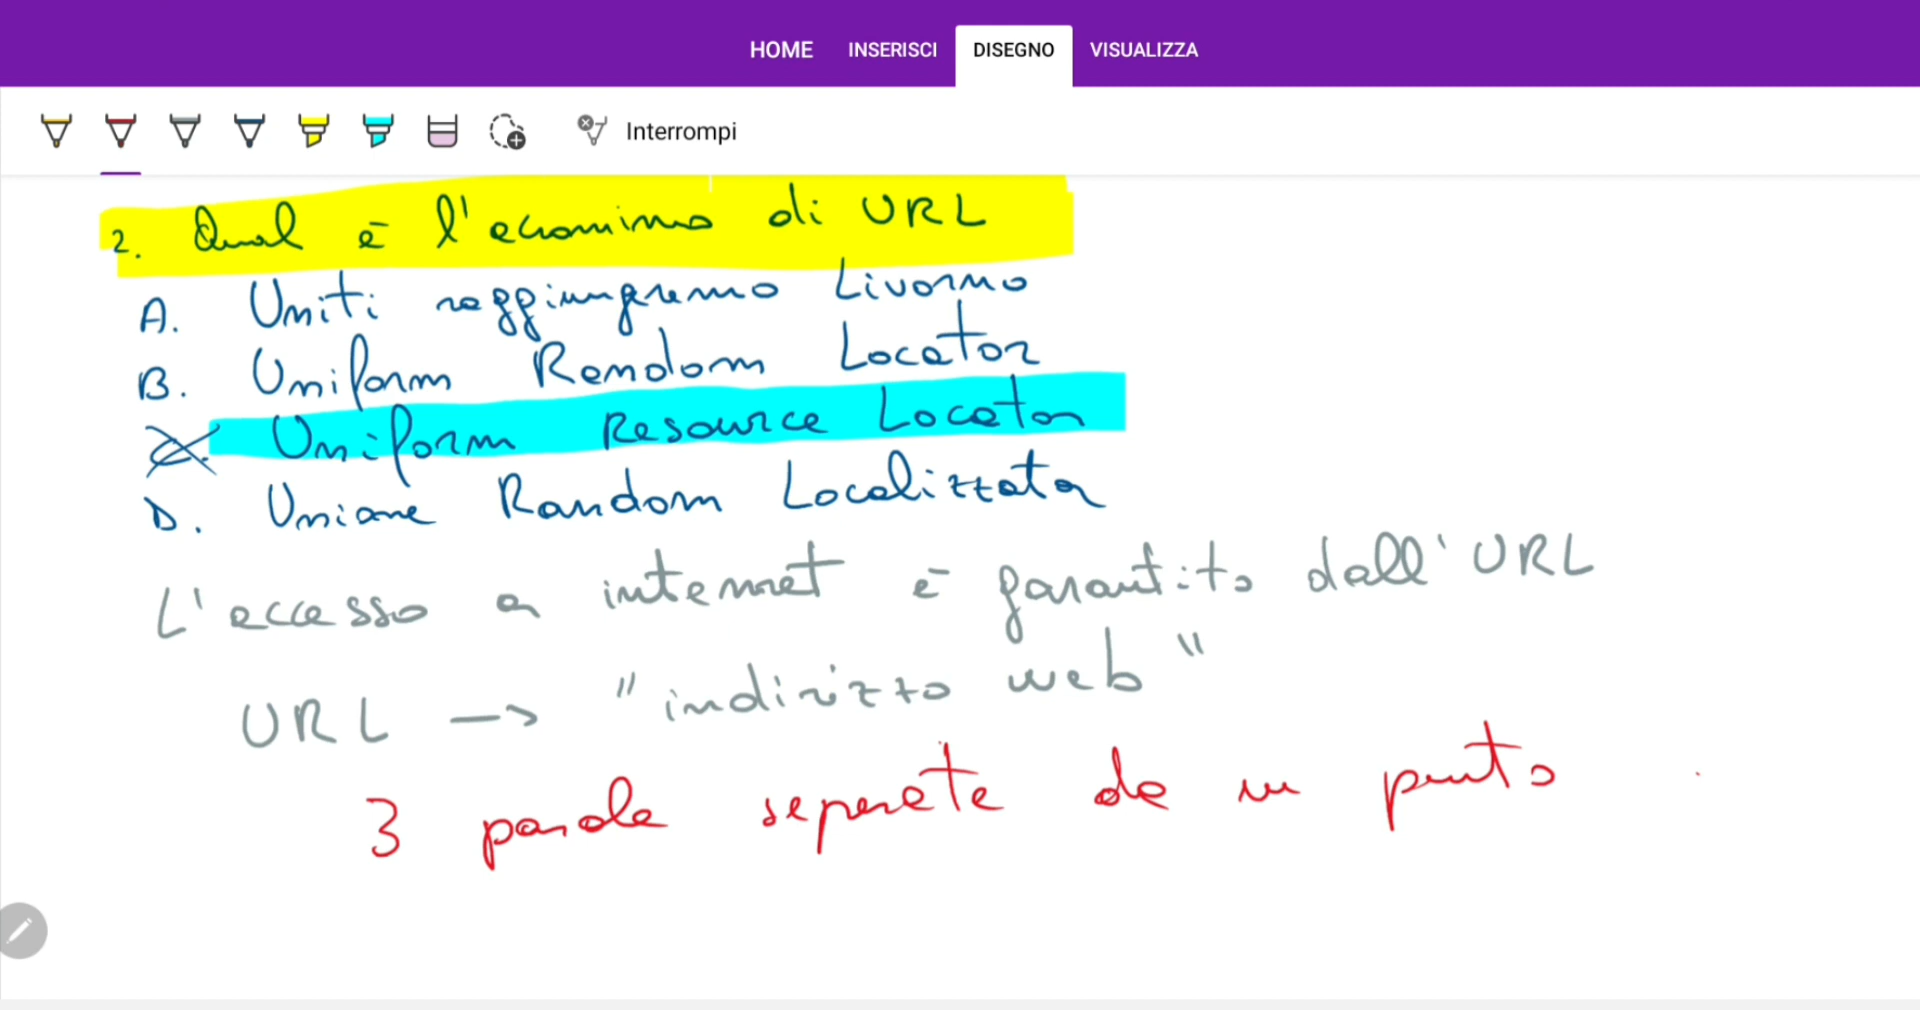 HOME INSERISCI DISEGNO VISUALIZZA
Interrompi
2. Qual è l'acronimo di URL
A. Uniti raggiungremo Livorno
B. Uniform Random Locator
Uniform Resource Locator
D. Unione Random Localizzata
L'accesso a internet è garantito dall'URL
URL -> "indirizzo web"
3 parole separate da un punto .